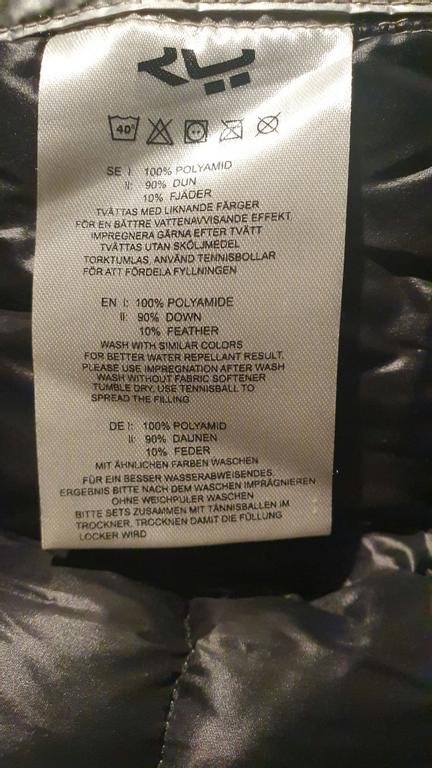 40°
SE I: 100% POLYAMID
II: 90% DUN
10% FJÄDER
TVÄTTAS MED LIKNANDE FÄRGER
FÖR EN BÄTTRE VATTENAVVISANDE EFFEKT,
IMPREGNERA GÄRNA EFTER TVÄTT
TVÄTTAS UTAN SKÖLJMEDEL
TORKTUMLAS, ANVÄND TENNISBOLLAR
FÖR ATT FÖRDELA FYLLNINGEN
EN I: 100% POLYAMIDE
II: 90% DOWN
10% FEATHER
WASH WITH SIMILAR COLORS
FOR BETTER WATER REPELLANT RESULT,
PLEASE USE IMPREGNATION AFTER WASH
WASH WITHOUT FABRIC SOFTENER
TUMBLE DRY, USE TENNISBALL TO
SPREAD THE FILLING
DE I: 100% POLYAMID
II: 90% DAUNEN
10% FEDER
MIT ÄHNLICHEN FARBEN WASCHEN
FÜR EIN BESSER WASSERABWEISENDES,
ERGEBNIS BITTE NACH DEM WASCHEN IMPRÄGNIEREN
OHNE WEICHPÜLER WASCHEN
BITTE SETS ZUSAMMEN MIT TÄNNISBÄLLEN IM
TROCKNER, TROCKNEN DAMIT DIE FÜLLUNG
LOCKER WIRD